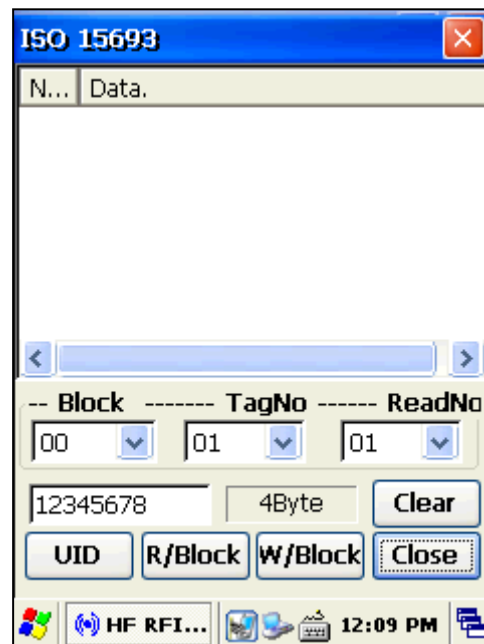 ISO 15693
N... Data.
-- Block ------- TagNo ------ ReadNo
00 01 01
12345678 4Byte Clear
UID R/Block W/Block Close
HF RFI... 12:09 PM